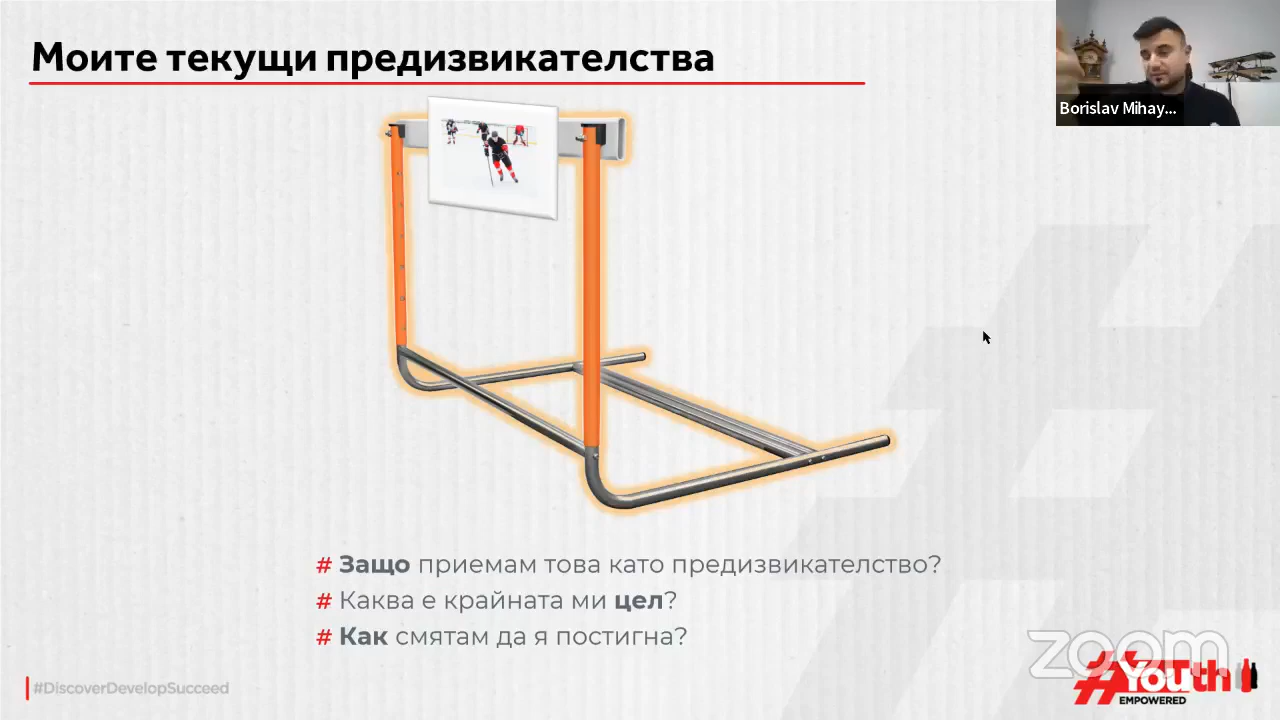 Моите текущи предизвикателства
Borislav Mihay...
# Защо приемам това като предизвикателство?
# Каква е крайната ми цел?
# Как смятам да я постигна?
zoom
#YouTh
EMPOWERED
#DiscoverDevelopSucceed